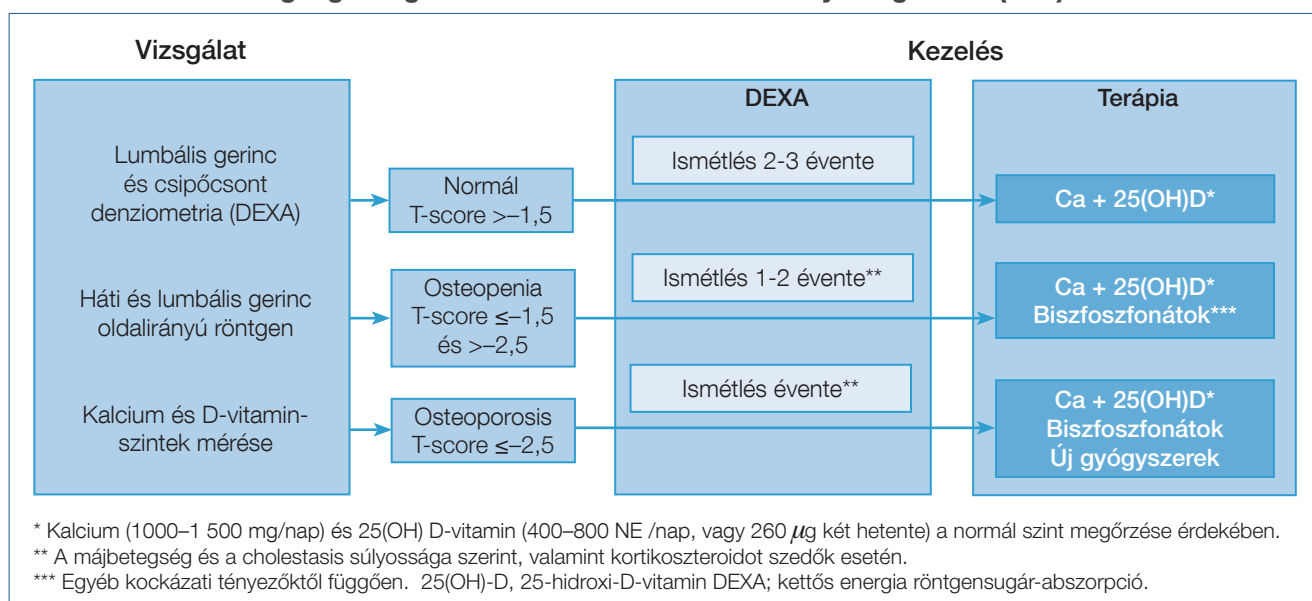 Vizsgálat
Kezelés
DEXA
Terápia
Lumbális gerinc
és csipőcsont
denziometria (DEXA)
Normál
T-score >–1,5
Ismétlés 2-3 évente
Ca + 25(OH)D*
Háti és lumbális gerinc
oldalirányú röntgen
Osteopenia
T-score ≤–1,5
és >–2,5
Ismétlés 1-2 évente**
Ca + 25(OH)D*
Biszfoszfonátok***
Kalcium és D-vitamin-
szintek mérése
Osteoporosis
T-score ≤–2,5
Ismétlés évente**
Ca + 25(OH)D*
Biszfoszfonátok
Új gyógyszerek
* Kalcium (1000–1 500 mg/nap) és 25(OH) D-vitamin (400–800 NE /nap, vagy 260 µg két hetente) a normál szint megőrzése érdekében.
** A májbetegség és a cholestasis súlyossága szerint, valamint kortikoszteroidot szedők esetén.
*** Egyéb kockázati tényezőktől függően. 25(OH)-D, 25-hidroxi-D-vitamin DEXA; kettős energia röntgensugár-abszorpció.